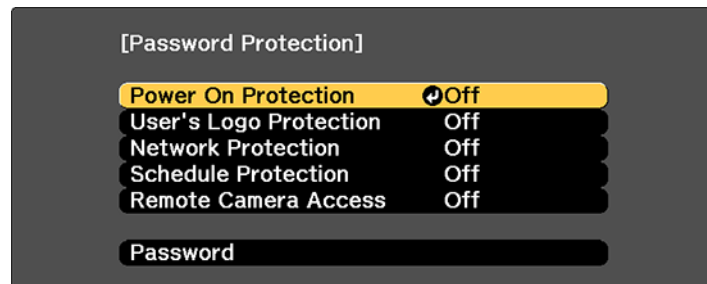 [Password Protection]
Power On Protection Off
User's Logo Protection Off
Network Protection Off
Schedule Protection Off
Remote Camera Access Off
Password